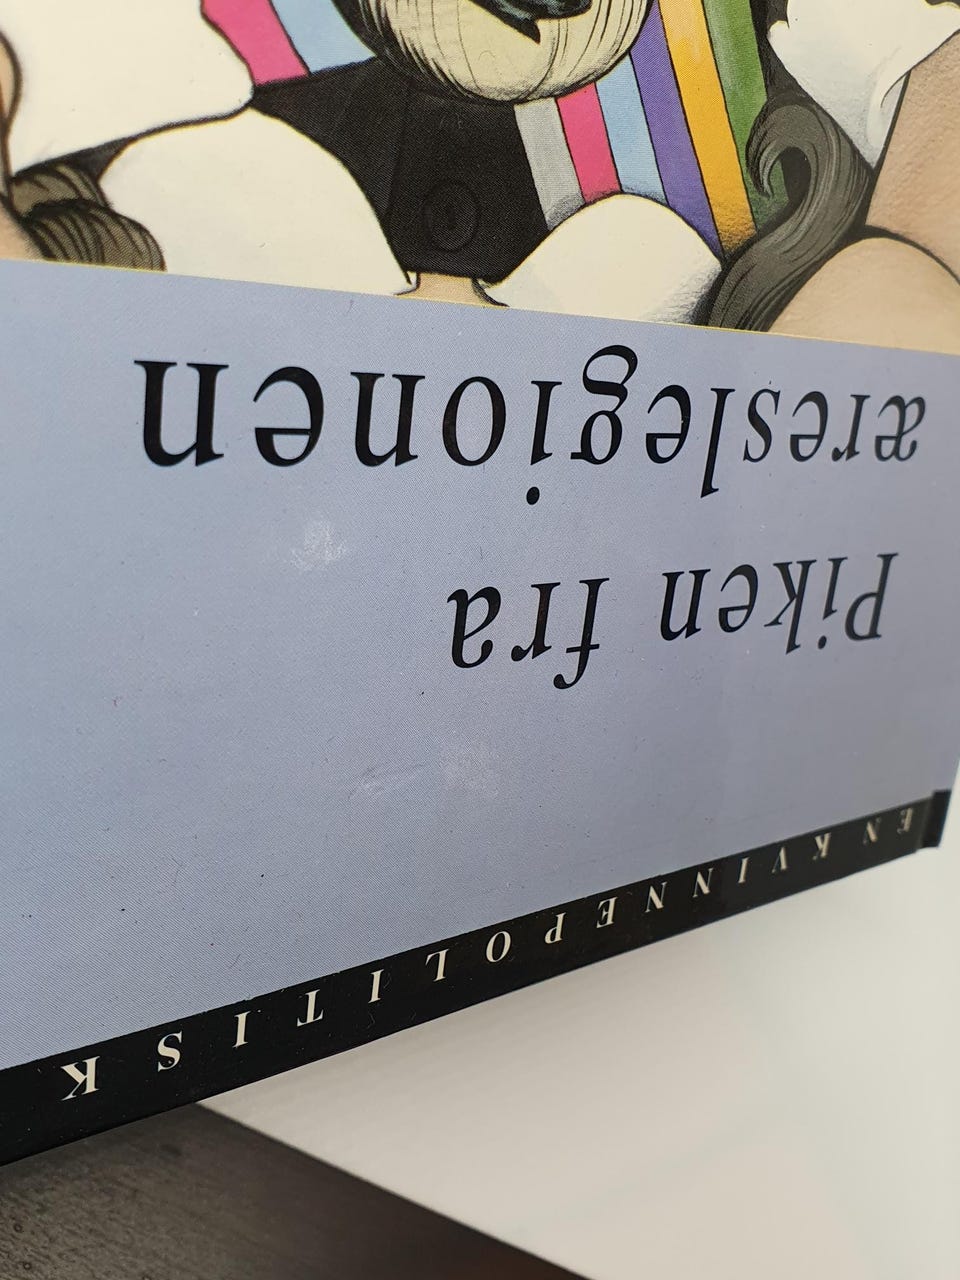 EN KVINNEPOLITISK
Piken fra
æreslegionen